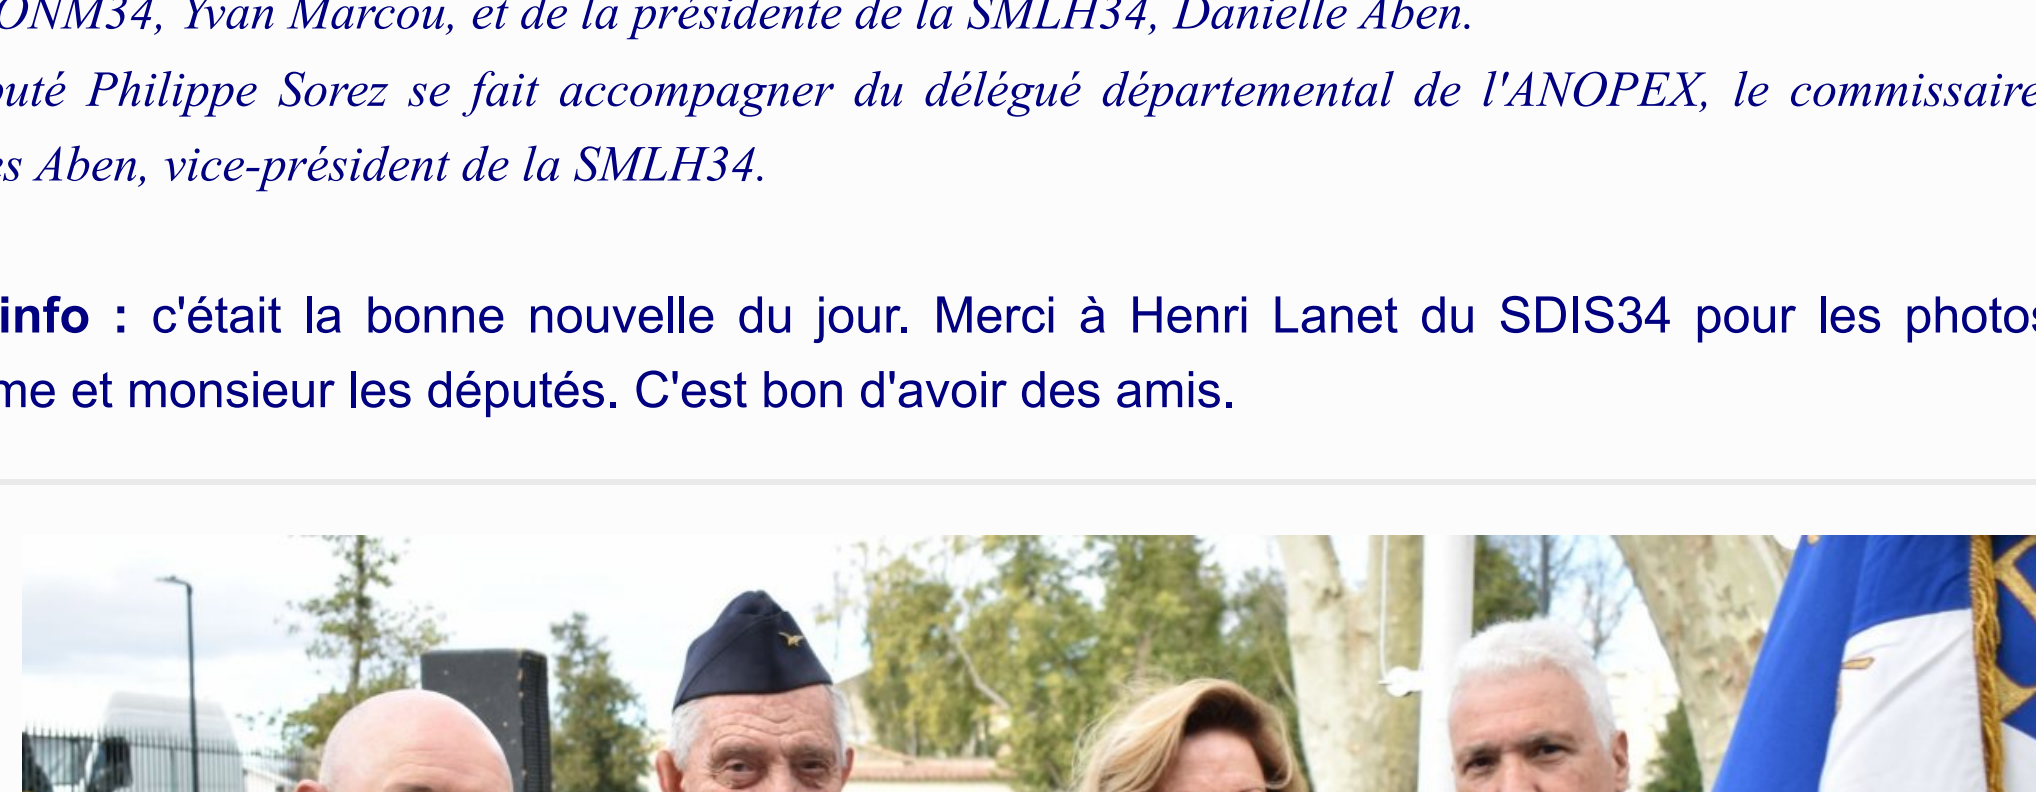 ONM34, Yvan Marcou, et de la présidente de la SMLH34, Danielle Aben.
puté Philippe Sorez se fait accompagner du délégué départemental de l'ANOPEX, le commissaire
es Aben, vice-président de la SMLH34.
info : c'était la bonne nouvelle du jour. Merci à Henri Lanet du SDIS34 pour les photos
me et monsieur les députés. C'est bon d'avoir des amis.